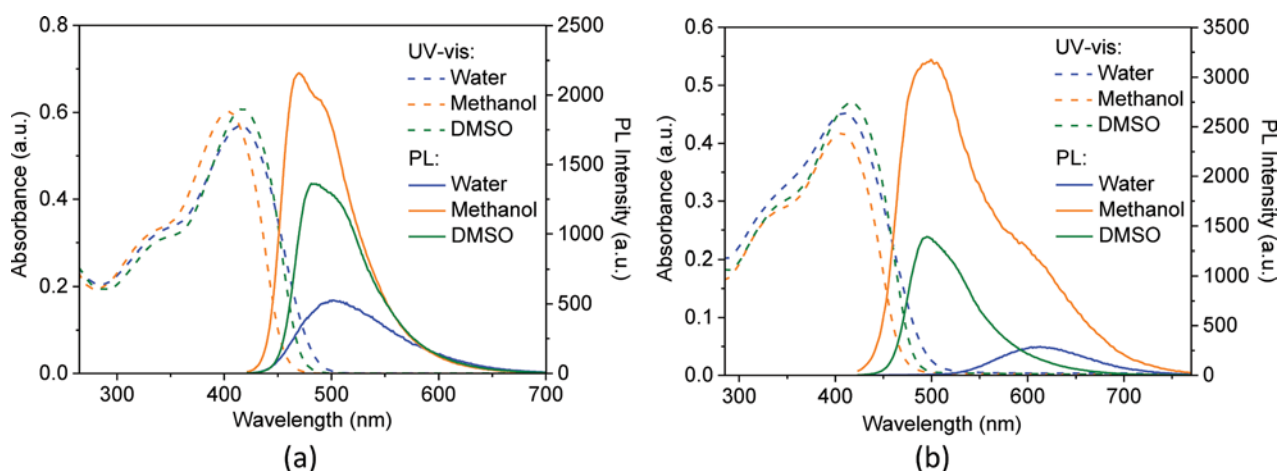 0.8
0.6
0.4
0.2
0.0
Absorbance (a.u.)
2500
2000
1500
1000
500
0
PL Intensity (a.u.)
UV-vis:
Water
Methanol
DMSO
PL:
Water
Methanol
DMSO
300 400 500 600 700
Wavelength (nm)
(a)
0.6
0.5
0.4
0.3
0.2
0.1
0.0
Absorbance (a.u.)
3500
3000
2500
2000
1500
1000
500
0
PL Intensity (a.u.)
UV-vis:
Water
Methanol
DMSO
PL:
Water
Methanol
DMSO
300 400 500 600 700
Wavelength (nm)
(b)